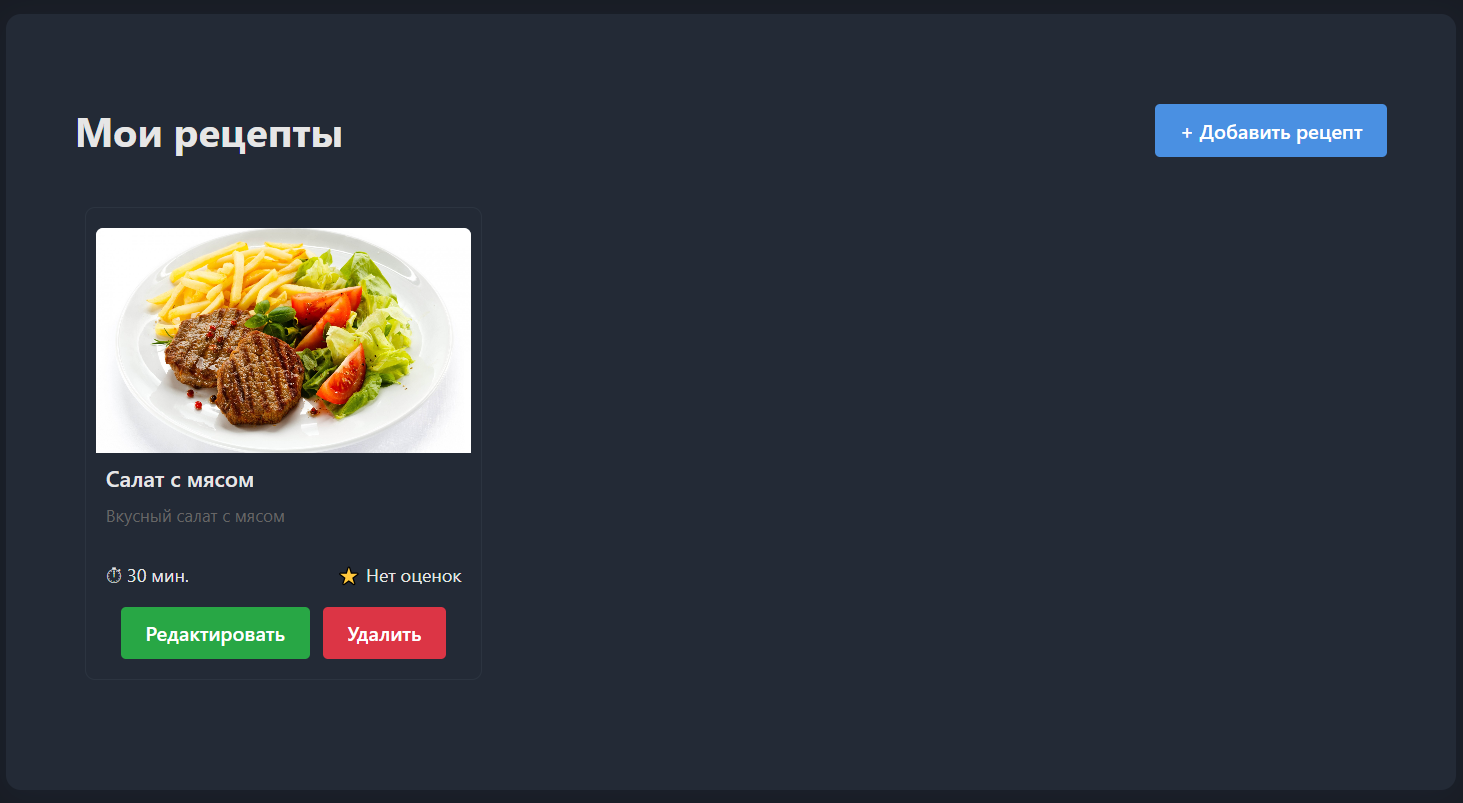 Мои рецепты
+ Добавить рецепт
Салат с мясом
Вкусный салат с мясом
⏱ 30 мин.
⭐ Нет оценок
Редактировать
Удалить